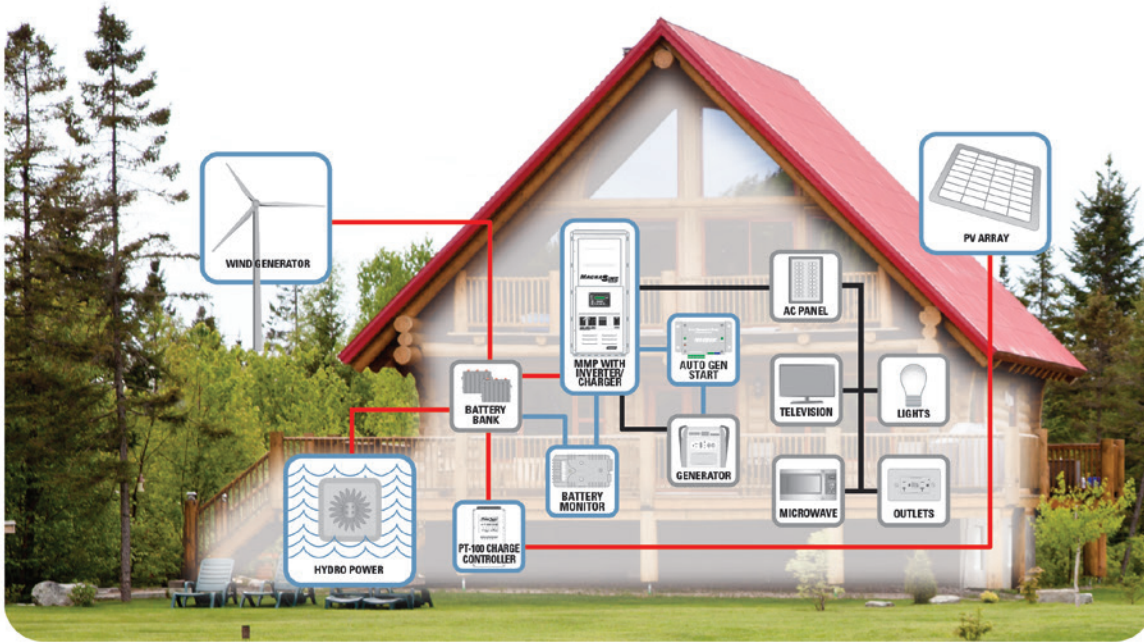 WIND GENERATOR
PV ARRAY
MAGNASINE
MMP WITH
INVERTER/
CHARGER
AC PANEL
AUTO GEN
START
BATTERY
BANK
TELEVISION
LIGHTS
GENERATOR
BATTERY
MONITOR
MICROWAVE
OUTLETS
PT-100 CHARGE
CONTROLLER
HYDRO POWER